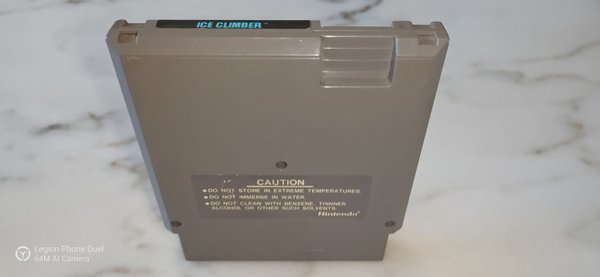 ICE CLIMBER™
CAUTION
• DO NOT STORE IN EXTREME TEMPERATURES.
• DO NOT IMMERSE IN WATER.
• DO NOT CLEAN WITH BENZENE, THINNER,
ALCOHOL OR OTHER SUCH SOLVENTS.
Nintendo®
Legion Phone Duel
64M AI Camera